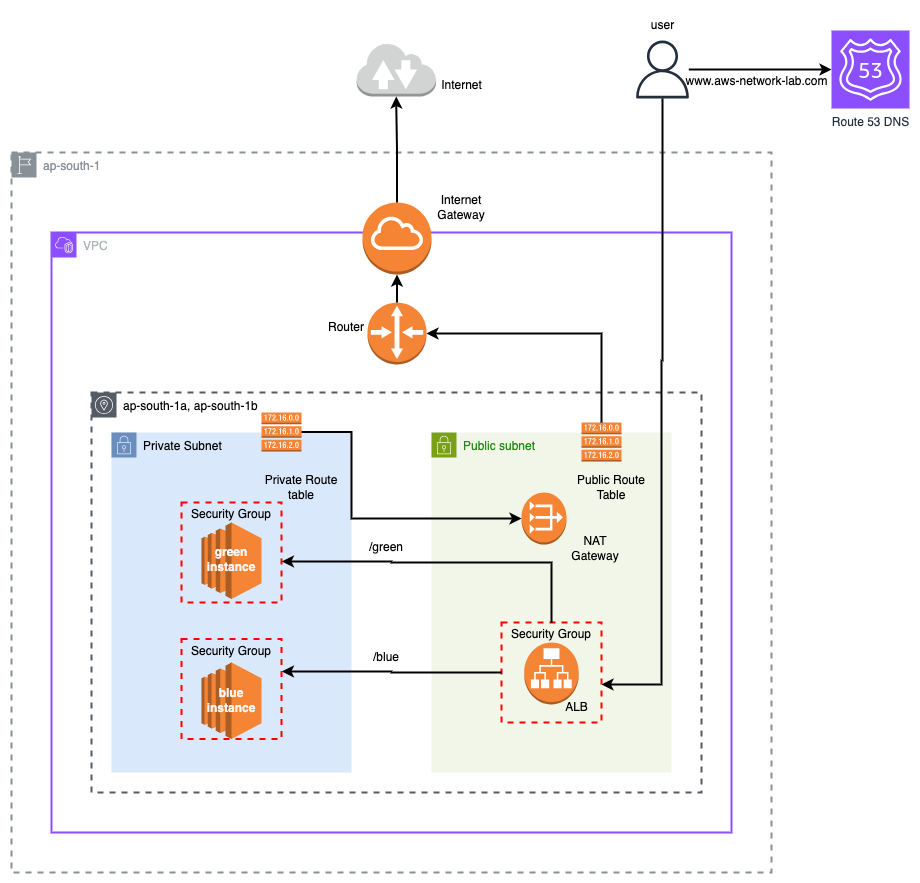 user
53
www.aws-network-lab.com
Route 53 DNS
Internet
ap-south-1
Internet
Gateway
VPC
Router
ap-south-1a, ap-south-1b
172.16.0.0
172.16.1.0
172.16.2.0
Private Subnet
Private Route
table
Public subnet
172.16.0.0
172.16.1.0
172.16.2.0
Public Route
Table
Security Group
green
instance
NAT
Gateway
/green
Security Group
blue
instance
/blue
Security Group
ALB